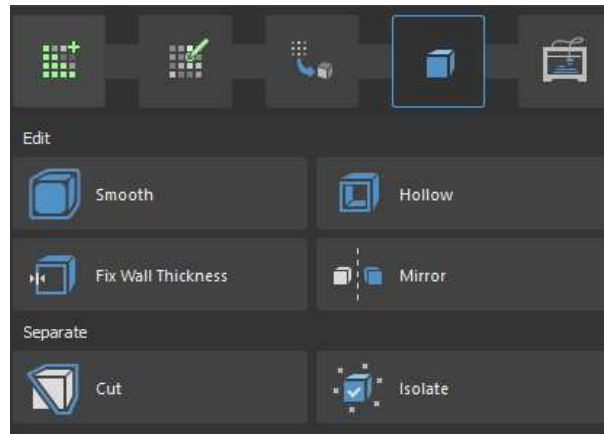 Edit
Smooth
Hollow
Fix Wall Thickness
Mirror
Separate
Cut
Isolate